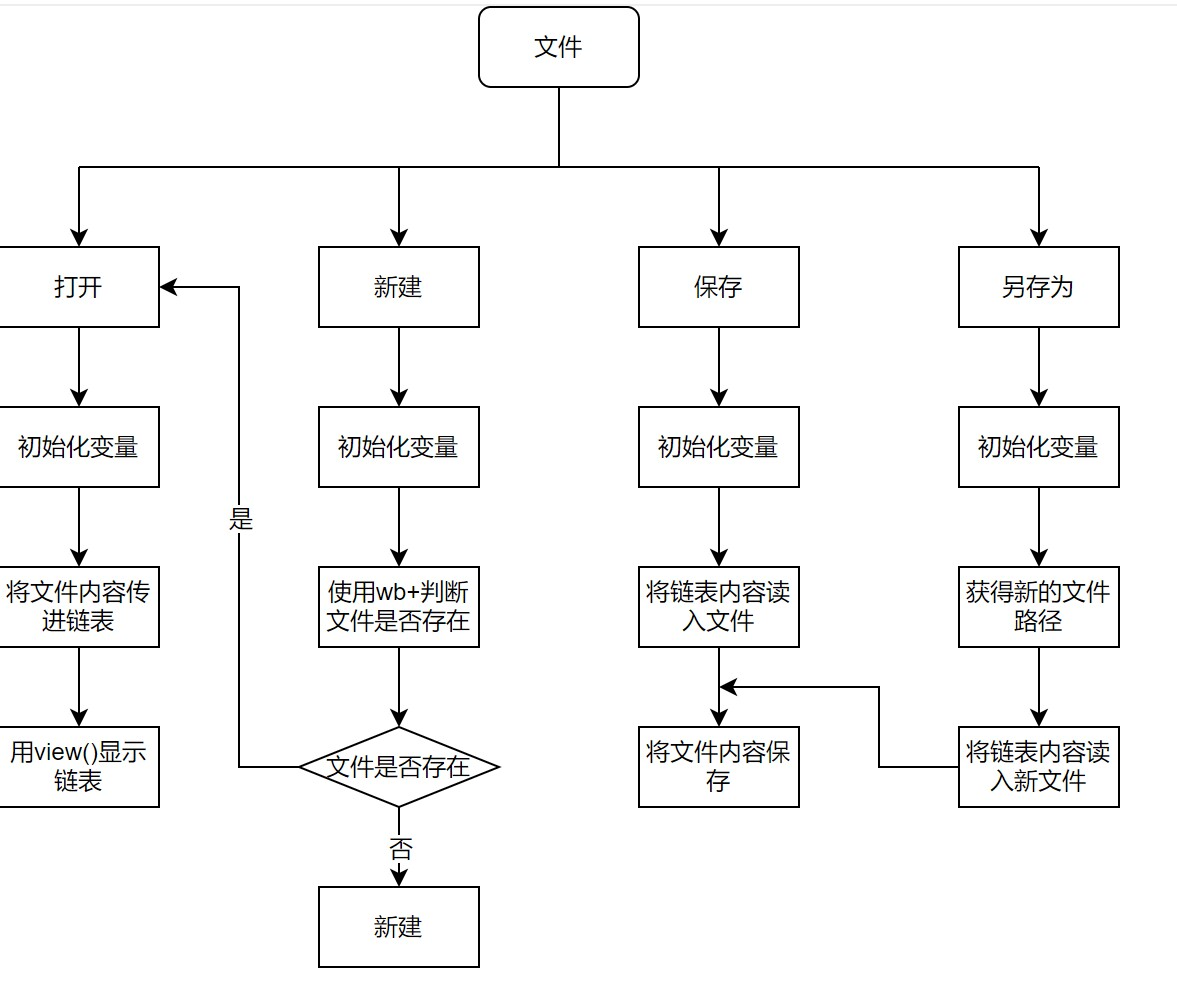 文件
打开
新建
保存
另存为
初始化变量
初始化变量
初始化变量
初始化变量
是
将文件内容传
进链表
使用wb+判断
文件是否存在
将链表内容读
入文件
获得新的文件
路径
用view()显示
链表
文件是否存在
将文件内容保
存
将链表内容读
入新文件
否
新建